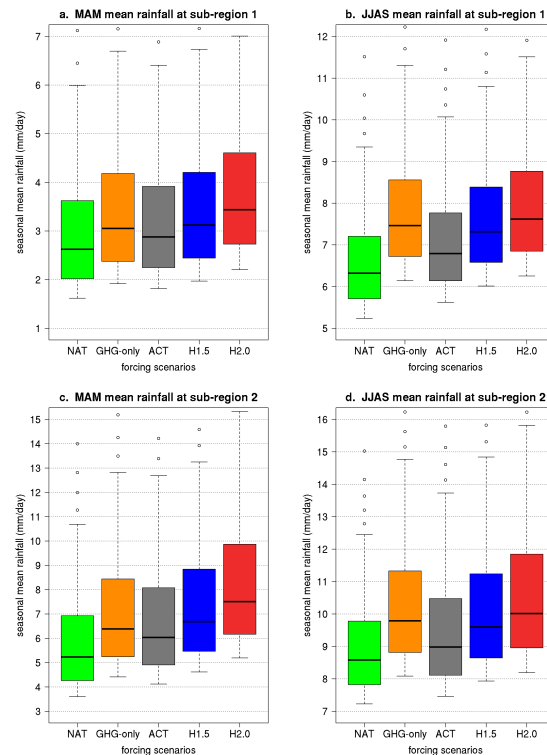 a. MAM mean rainfall at sub-region 1
seasonal mean rainfall (mm/day)
7
6
5
4
3
2
1
NAT GHG-only ACT H1.5 H2.0
forcing scenarios
b. JJAS mean rainfall at sub-region 1
seasonal mean rainfall (mm/day)
12
11
10
9
8
7
6
5
NAT GHG-only ACT H1.5 H2.0
forcing scenarios
c. MAM mean rainfall at sub-region 2
seasonal mean rainfall (mm/day)
15
14
13
12
11
10
9
8
7
6
5
4
3
NAT GHG-only ACT H1.5 H2.0
forcing scenarios
d. JJAS mean rainfall at sub-region 2
seasonal mean rainfall (mm/day)
16
15
14
13
12
11
10
9
8
7
NAT GHG-only ACT H1.5 H2.0
forcing scenarios